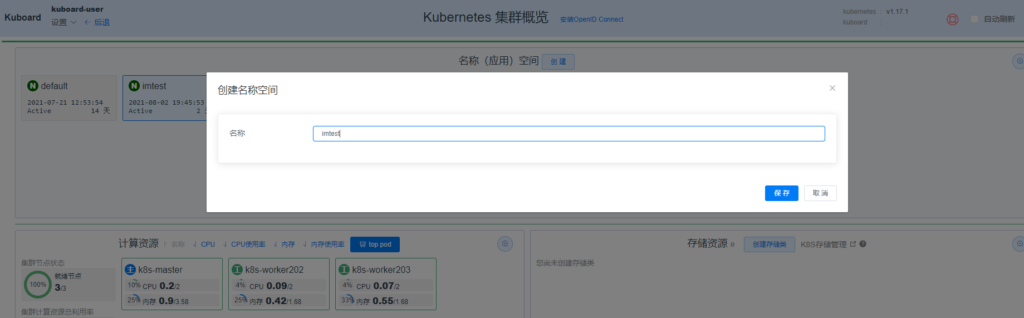 Kuboard
kuboard-user
设置 ← 后退
Kubernetes 集群概览 安装OpenID Connect
Kubernetes : v1.17.1
kuboard
自动刷新
名称（应用）空间 创 建
N default
2021-07-21 12:53:54
Active 14 天
N imtest
2021-08-02 19:45:53
Active 2
创建名称空间
名称
imtest
保 存 取 消
计算资源 ↑ 名称 ↓ CPU ↓ CPU使用率 ↓ 内存 ↓ 内存使用率 top pod
集群节点状态
100% 就绪节点
3/3
k8s-master
10% CPU 0.2/2
25% 内存 0.9/3.56
k8s-worker202
4% CPU 0.09/2
25% 内存 0.42/1.68
k8s-worker203
4% CPU 0.07/2
33% 内存 0.55/1.68
集群计算资源总利用率
存储资源 创建存储类 K8S存储管理
您尚未创建存储类